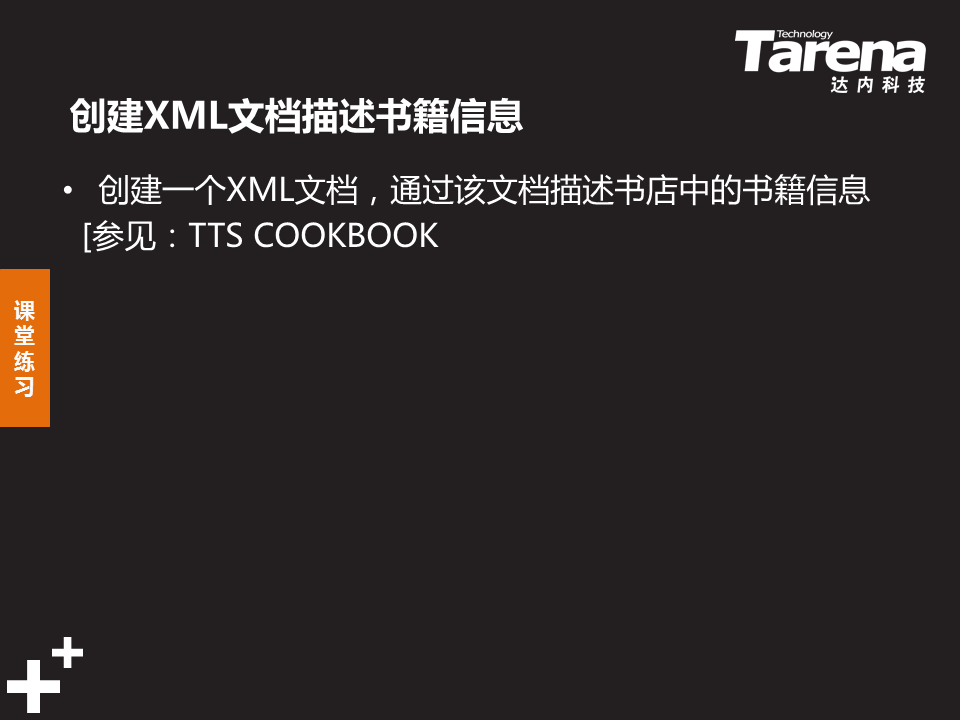 Technology
Tarena
达内科技
创建XML文档描述书籍信息
• 创建一个XML文档，通过该文档描述书店中的书籍信息
[参见：TTS COOKBOOK
课
堂
练
习